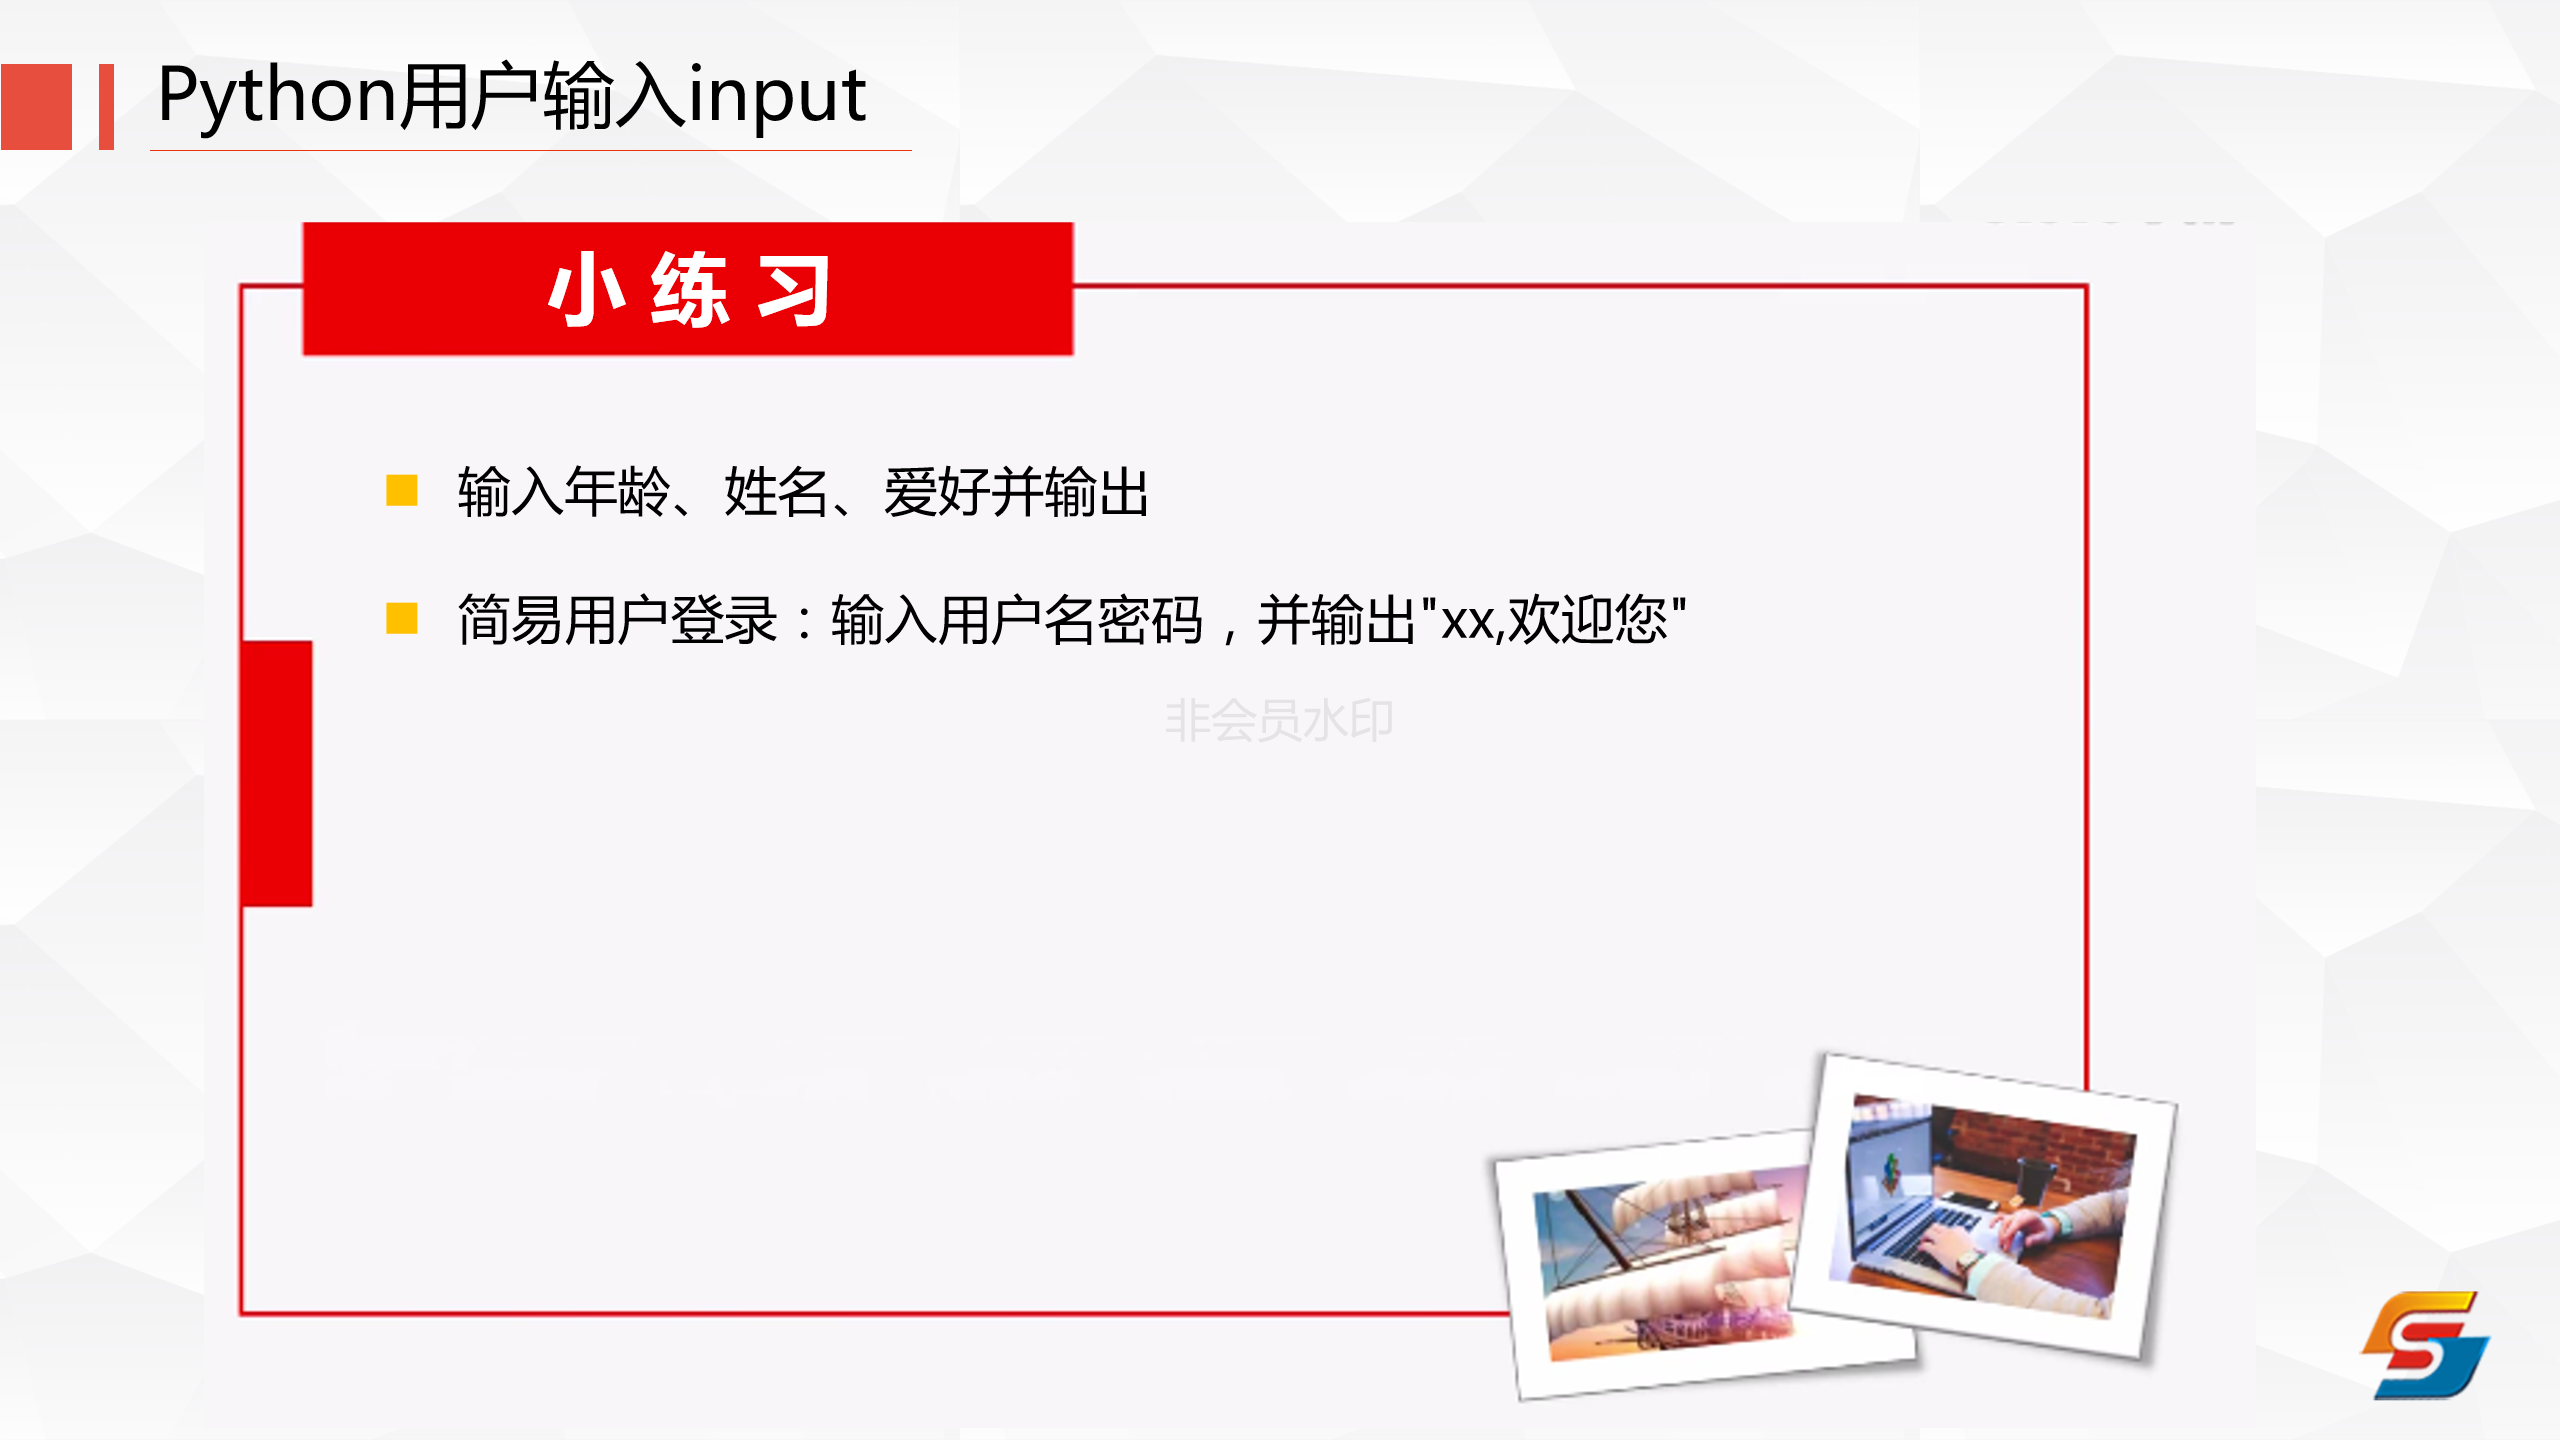 Python用户输入input
小 练 习
输入年龄、姓名、爱好并输出
简易用户登录：输入用户名密码，并输出"xx,欢迎您"
非会员水印